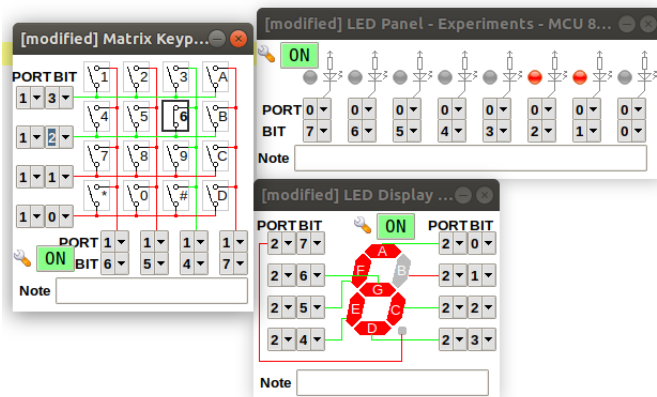 [modified] Matrix Keyp...
PORT BIT
1 3
1 2
1 1
1 0
1 2 3 A
4 5 6 B
7 8 9 C
* 0 # D
PORT 1 1 1 1
ON
BIT 6 5 4 7
Note
[modified] LED Panel - Experiments - MCU 8...
ON
PORT 0 0 0 0 0 0 0 0
BIT 7 6 5 4 3 2 1 0
Note
[modified] LED Display ...
PORT BIT
ON
PORT BIT
2 7
2 6
2 5
2 4
A
F B
G
E C
D
2 0
2 1
2 2
2 3
Note